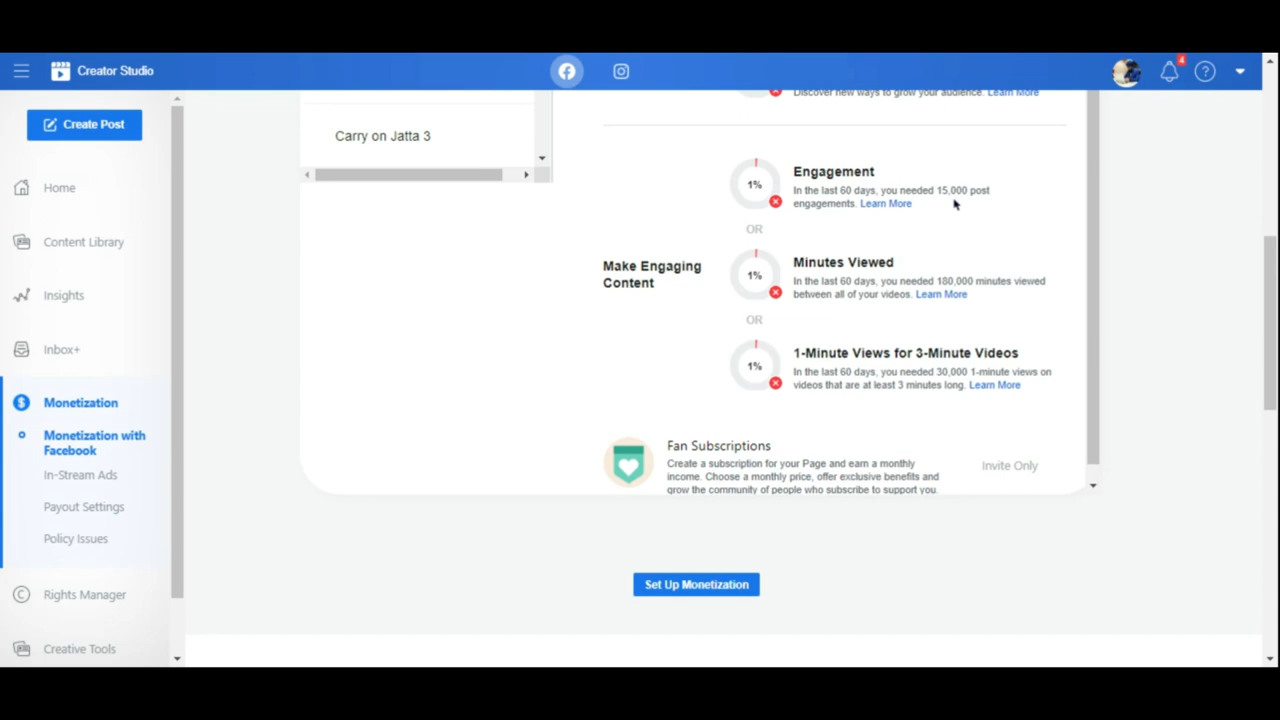 Creator Studio
4
Create Post
Home
Content Library
Insights
Inbox+
Monetization
Monetization with
Facebook
In-Stream Ads
Payout Settings
Policy Issues
Rights Manager
Creative Tools
Carry on Jatta 3
Discover new ways to grow your audience. Learn More
Make Engaging
Content
1%
Engagement
In the last 60 days, you needed 15,000 post
engagements. Learn More
OR
1%
Minutes Viewed
In the last 60 days, you needed 180,000 minutes viewed
between all of your videos. Learn More
OR
1%
1-Minute Views for 3-Minute Videos
In the last 60 days, you needed 30,000 1-minute views on
videos that are at least 3 minutes long. Learn More
Fan Subscriptions
Create a subscription for your Page and earn a monthly
income. Choose a monthly price, offer exclusive benefits and
grow the community of people who subscribe to support you.
Invite Only
Set Up Monetization